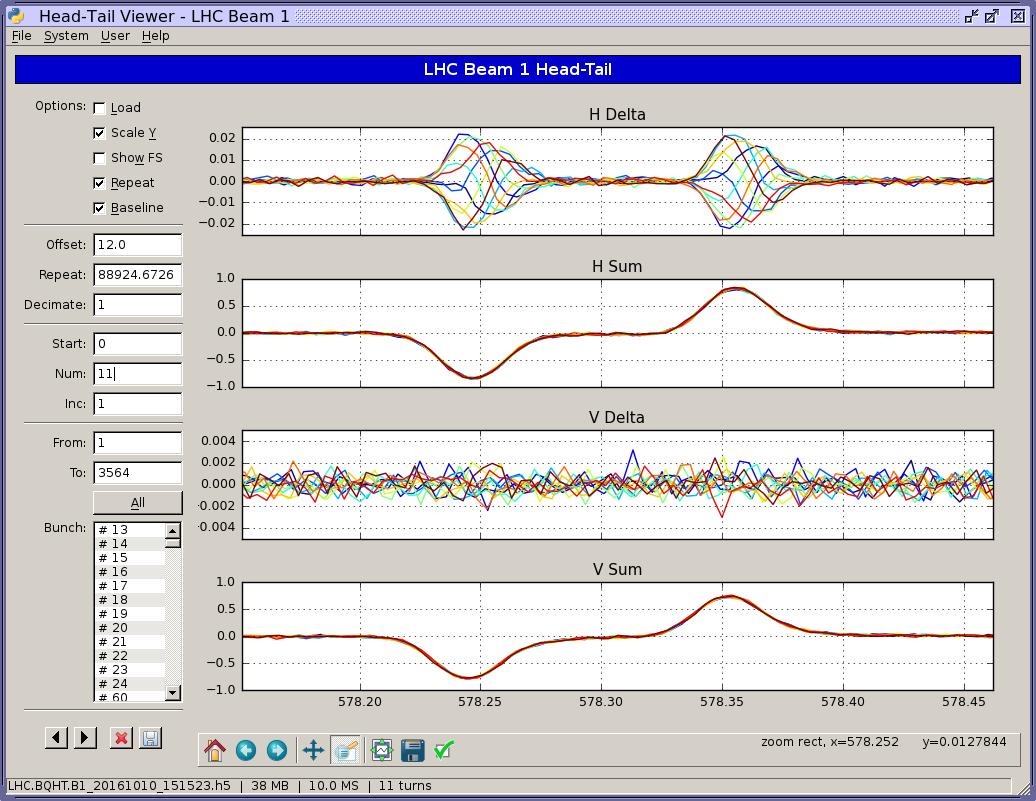 Head-Tail Viewer - LHC Beam 1
File System User Help
LHC Beam 1 Head-Tail
Options: Load
Scale Y
Show FS
Repeat
Baseline
Offset: 12.0
Repeat: 88924.6726
Decimate: 1
Start: 0
Num: 11
Inc: 1
From: 1
To: 3564
All
Bunch: # 13
# 14
# 15
# 16
# 17
# 18
# 19
# 20
# 21
# 22
# 23
# 24
# 60
H Delta
0.02
0.01
0.00
−0.01
−0.02
H Sum
1.0
0.5
0.0
−0.5
−1.0
V Delta
0.004
0.002
0.000
0.002
0.004
V Sum
1.0
0.5
0.0
−0.5
−1.0
578.20 578.25 578.30 578.35 578.40 578.45
zoom rect, x=578.252 y=0.0127844
LHC.BQHT.B1_20161010_151523.h5 | 38 MB | 10.0 MS | 11 turns